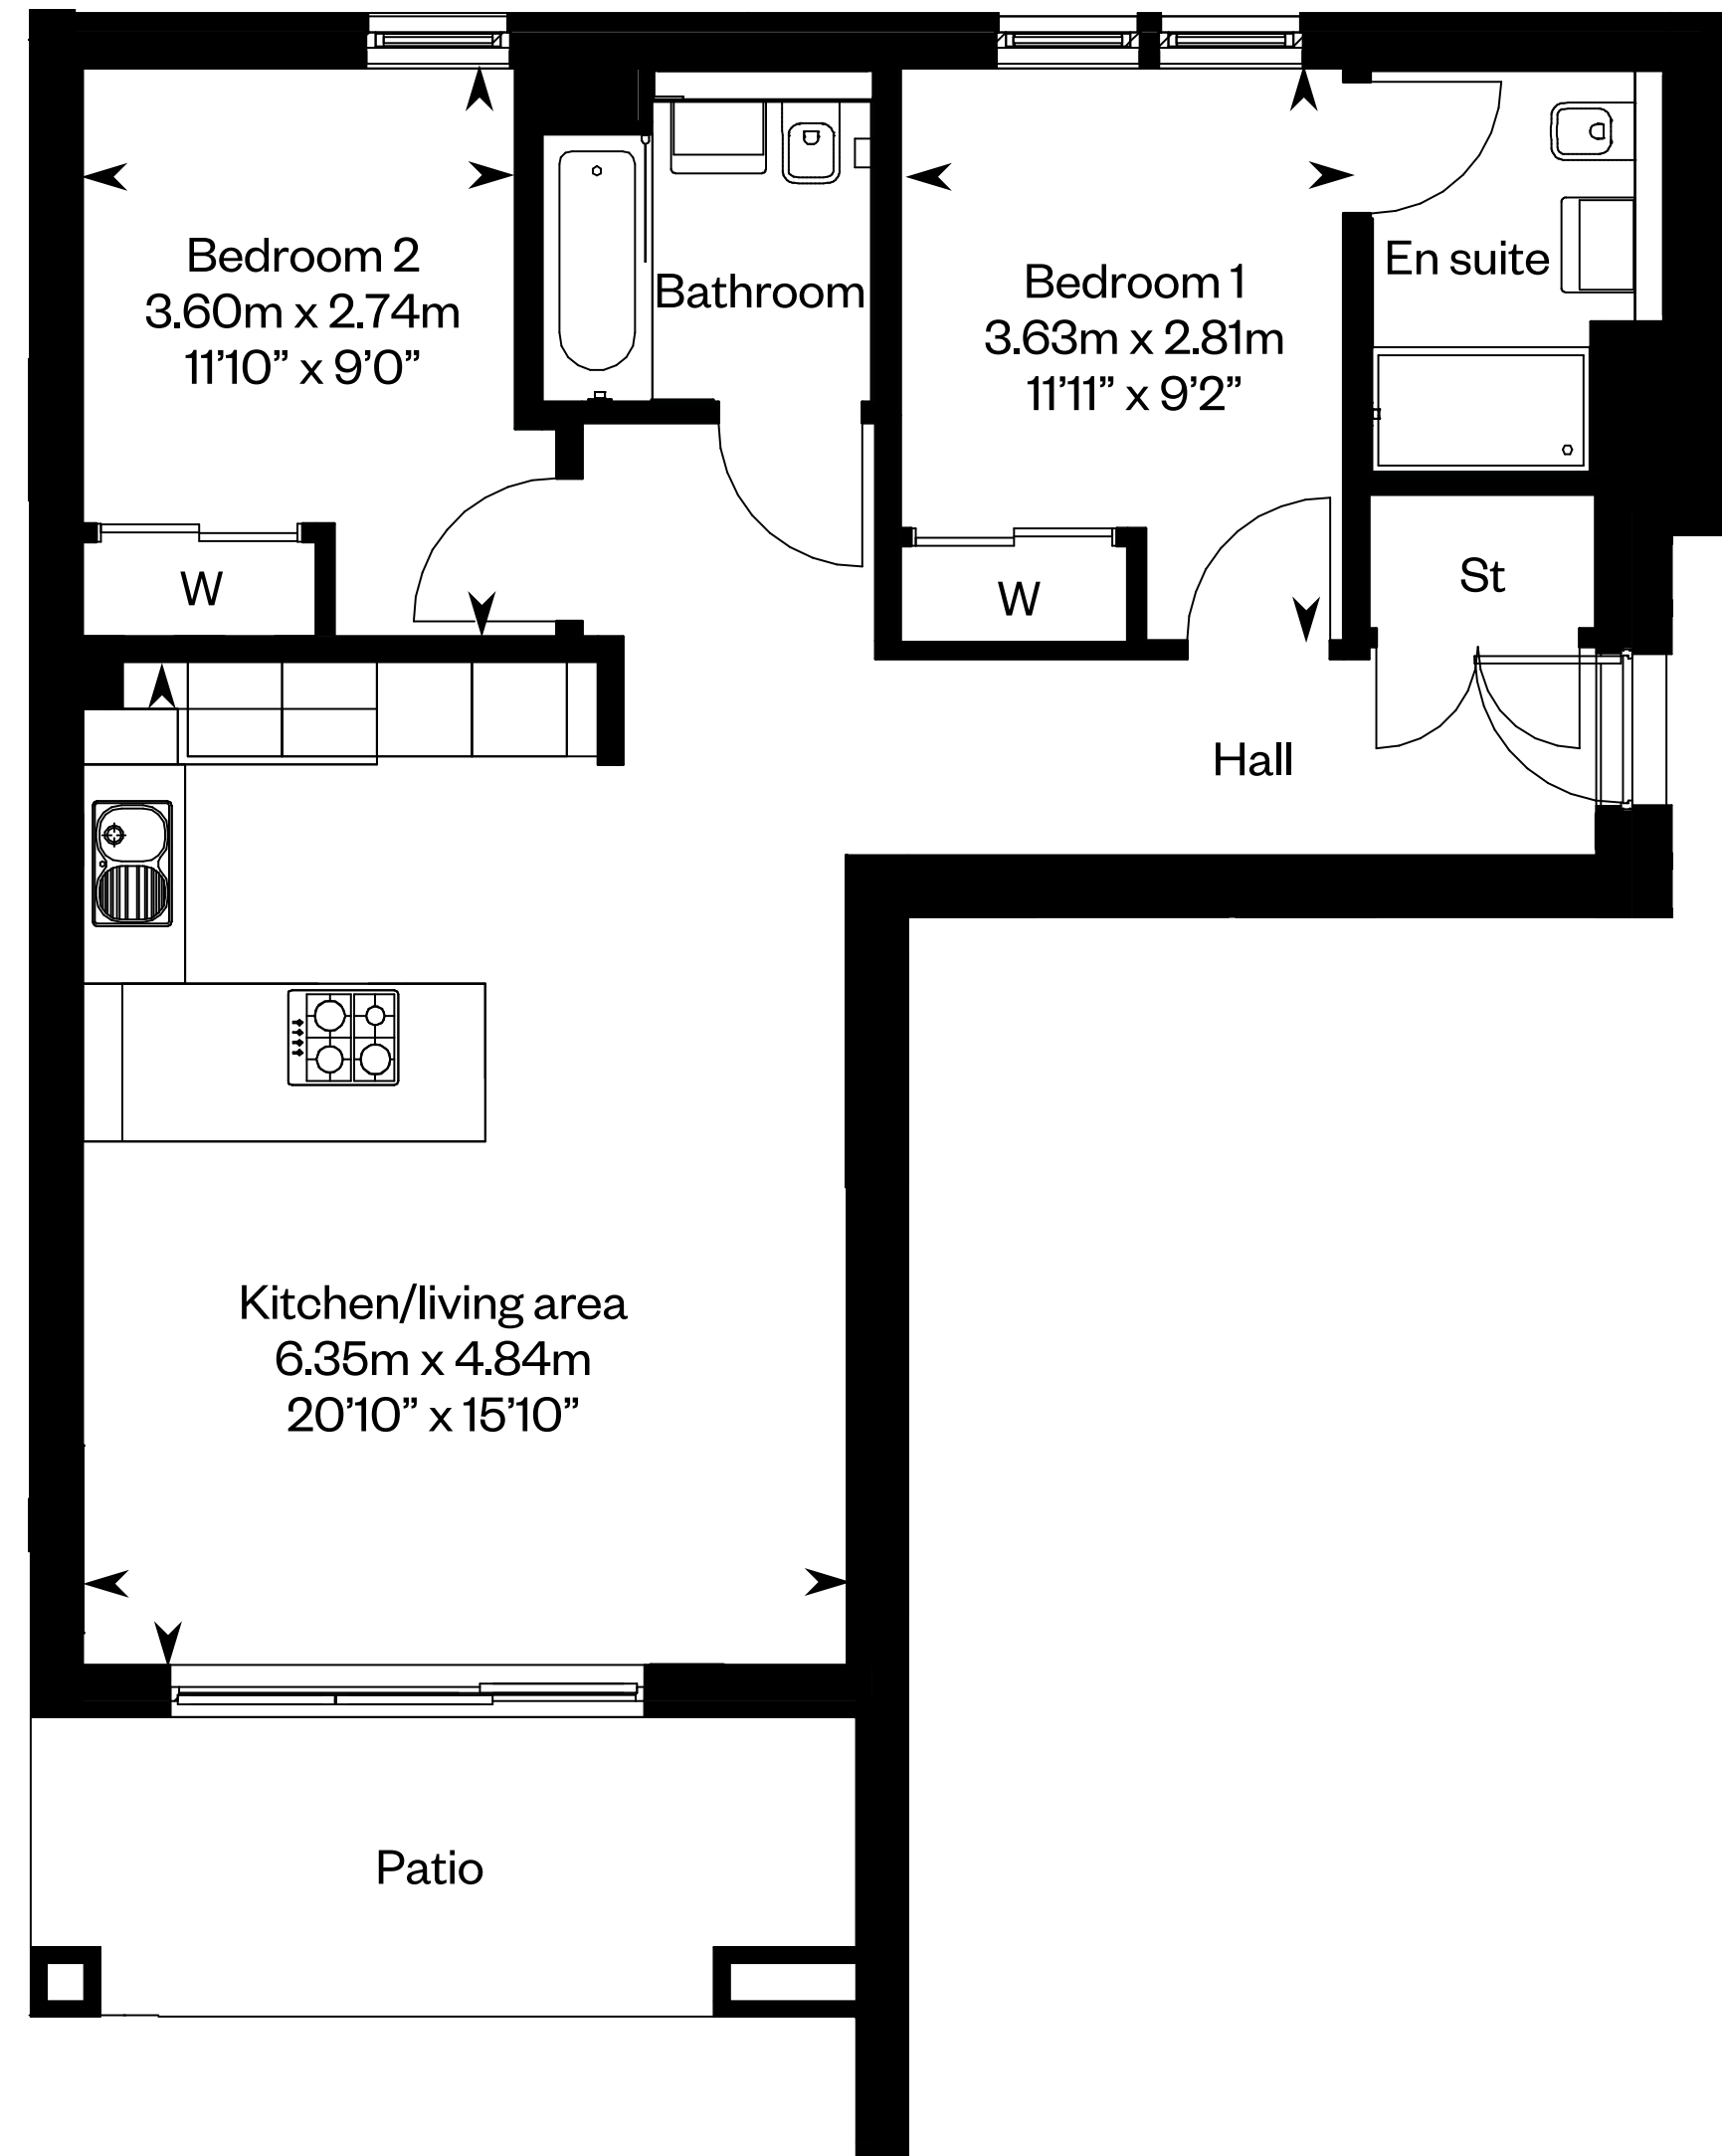 Bedroom 2
3.60m x 2.74m
11'10” x 9'0”
Bathroom
Bedroom 1
3.63m x 2.81m
11'11” x 9'2”
En suite
W
W
St
Hall
Kitchen/living area
6.35m x 4.84m
20'10” x 15'10”
Patio